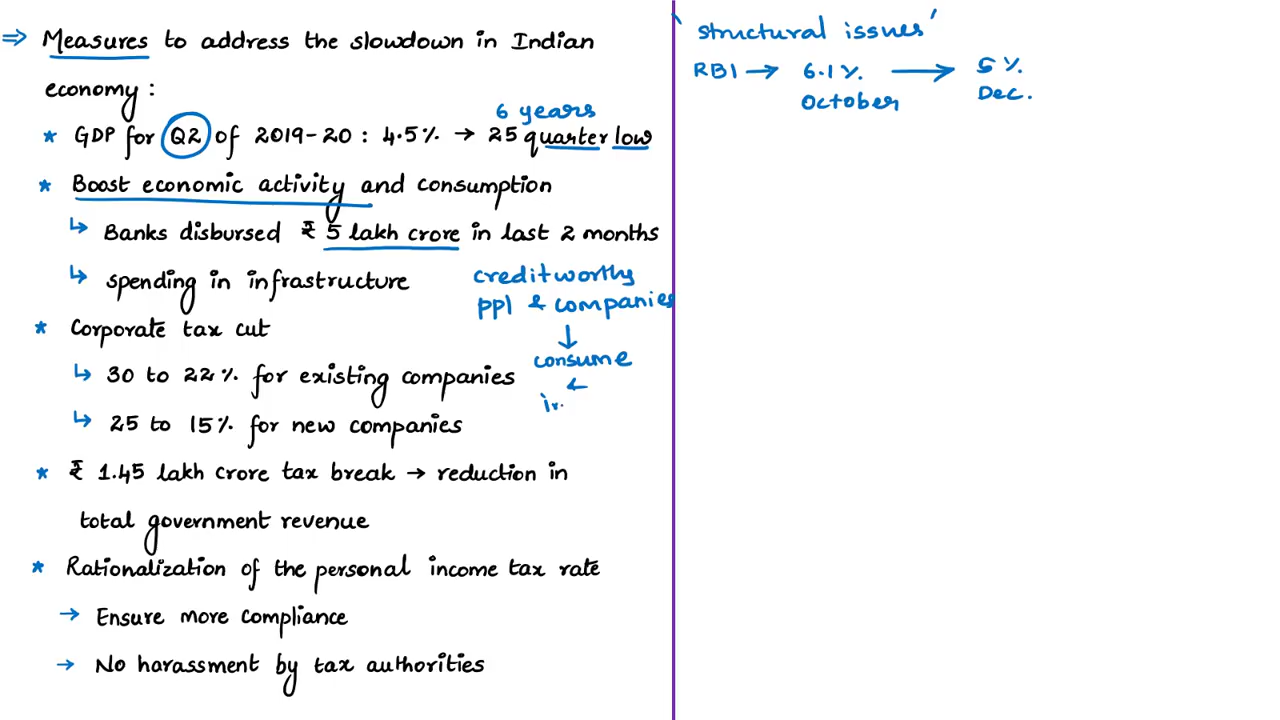 ⇒ Measures to address the slowdown in Indian
economy :
6 years
* GDP for Q2 of 2019-20 : 4.5% → 25 quarter low
* Boost economic activity and consumption
↳ Banks disbursed ₹ 5 lakh crore in last 2 months
↳ spending in infrastructure
creditworthy
ppl & companies
↓
consume
←
* Corporate tax cut
↳ 30 to 22% for existing companies
↳ 25 to 15% for new companies
* ₹ 1.45 lakh crore tax break → reduction in
total government revenue
* Rationalization of the personal income tax rate
→ Ensure more compliance
→ No harassment by tax authorities
'structural issues'
RBI → 6.1% → 5%
October Dec.